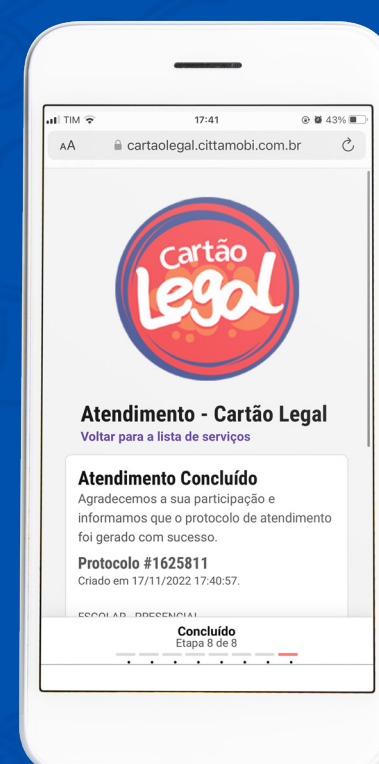 TIM
17:41
43%
AA
cartaolegal.cittamobi.com.br
Cartão
Legal
Atendimento - Cartão Legal
Voltar para a lista de serviços
Atendimento Concluído
Agradecemos a sua participação e
informamos que o protocolo de atendimento
foi gerado com sucesso.
Protocolo #1625811
Criado em 17/11/2022 17:40:57.
ESCOLAR - PRESENCIAL
Concluído
Etapa 8 de 8